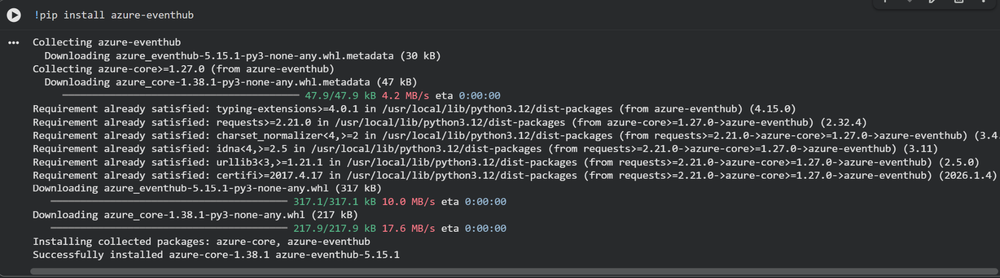 !pip install azure-eventhub
Collecting azure-eventhub
  Downloading azure_eventhub-5.15.1-py3-none-any.whl.metadata (30 kB)
Collecting azure-core>=1.27.0 (from azure-eventhub)
  Downloading azure_core-1.38.1-py3-none-any.whl.metadata (47 kB)
47.9/47.9 kB 4.2 MB/s eta 0:00:00
Requirement already satisfied: typing-extensions>=4.0.1 in /usr/local/lib/python3.12/dist-packages (from azure-eventhub) (4.15.0)
Requirement already satisfied: requests>=2.21.0 in /usr/local/lib/python3.12/dist-packages (from azure-core>=1.27.0->azure-eventhub) (2.32.4)
Requirement already satisfied: charset_normalizer<4,>=2 in /usr/local/lib/python3.12/dist-packages (from requests>=2.21.0->azure-core>=1.27.0->azure-eventhub) (3.4.
Requirement already satisfied: idna<4,>=2.5 in /usr/local/lib/python3.12/dist-packages (from requests>=2.21.0->azure-core>=1.27.0->azure-eventhub) (3.11)
Requirement already satisfied: urllib3<3,>=1.21.1 in /usr/local/lib/python3.12/dist-packages (from requests>=2.21.0->azure-core>=1.27.0->azure-eventhub) (2.5.0)
Requirement already satisfied: certifi>=2017.4.17 in /usr/local/lib/python3.12/dist-packages (from requests>=2.21.0->azure-core>=1.27.0->azure-eventhub) (2026.1.4)
Downloading azure_eventhub-5.15.1-py3-none-any.whl (317 kB)
317.1/317.1 kB 10.0 MB/s eta 0:00:00
Downloading azure_core-1.38.1-py3-none-any.whl (217 kB)
217.9/217.9 kB 17.6 MB/s eta 0:00:00
Installing collected packages: azure-core, azure-eventhub
Successfully installed azure-core-1.38.1 azure-eventhub-5.15.1